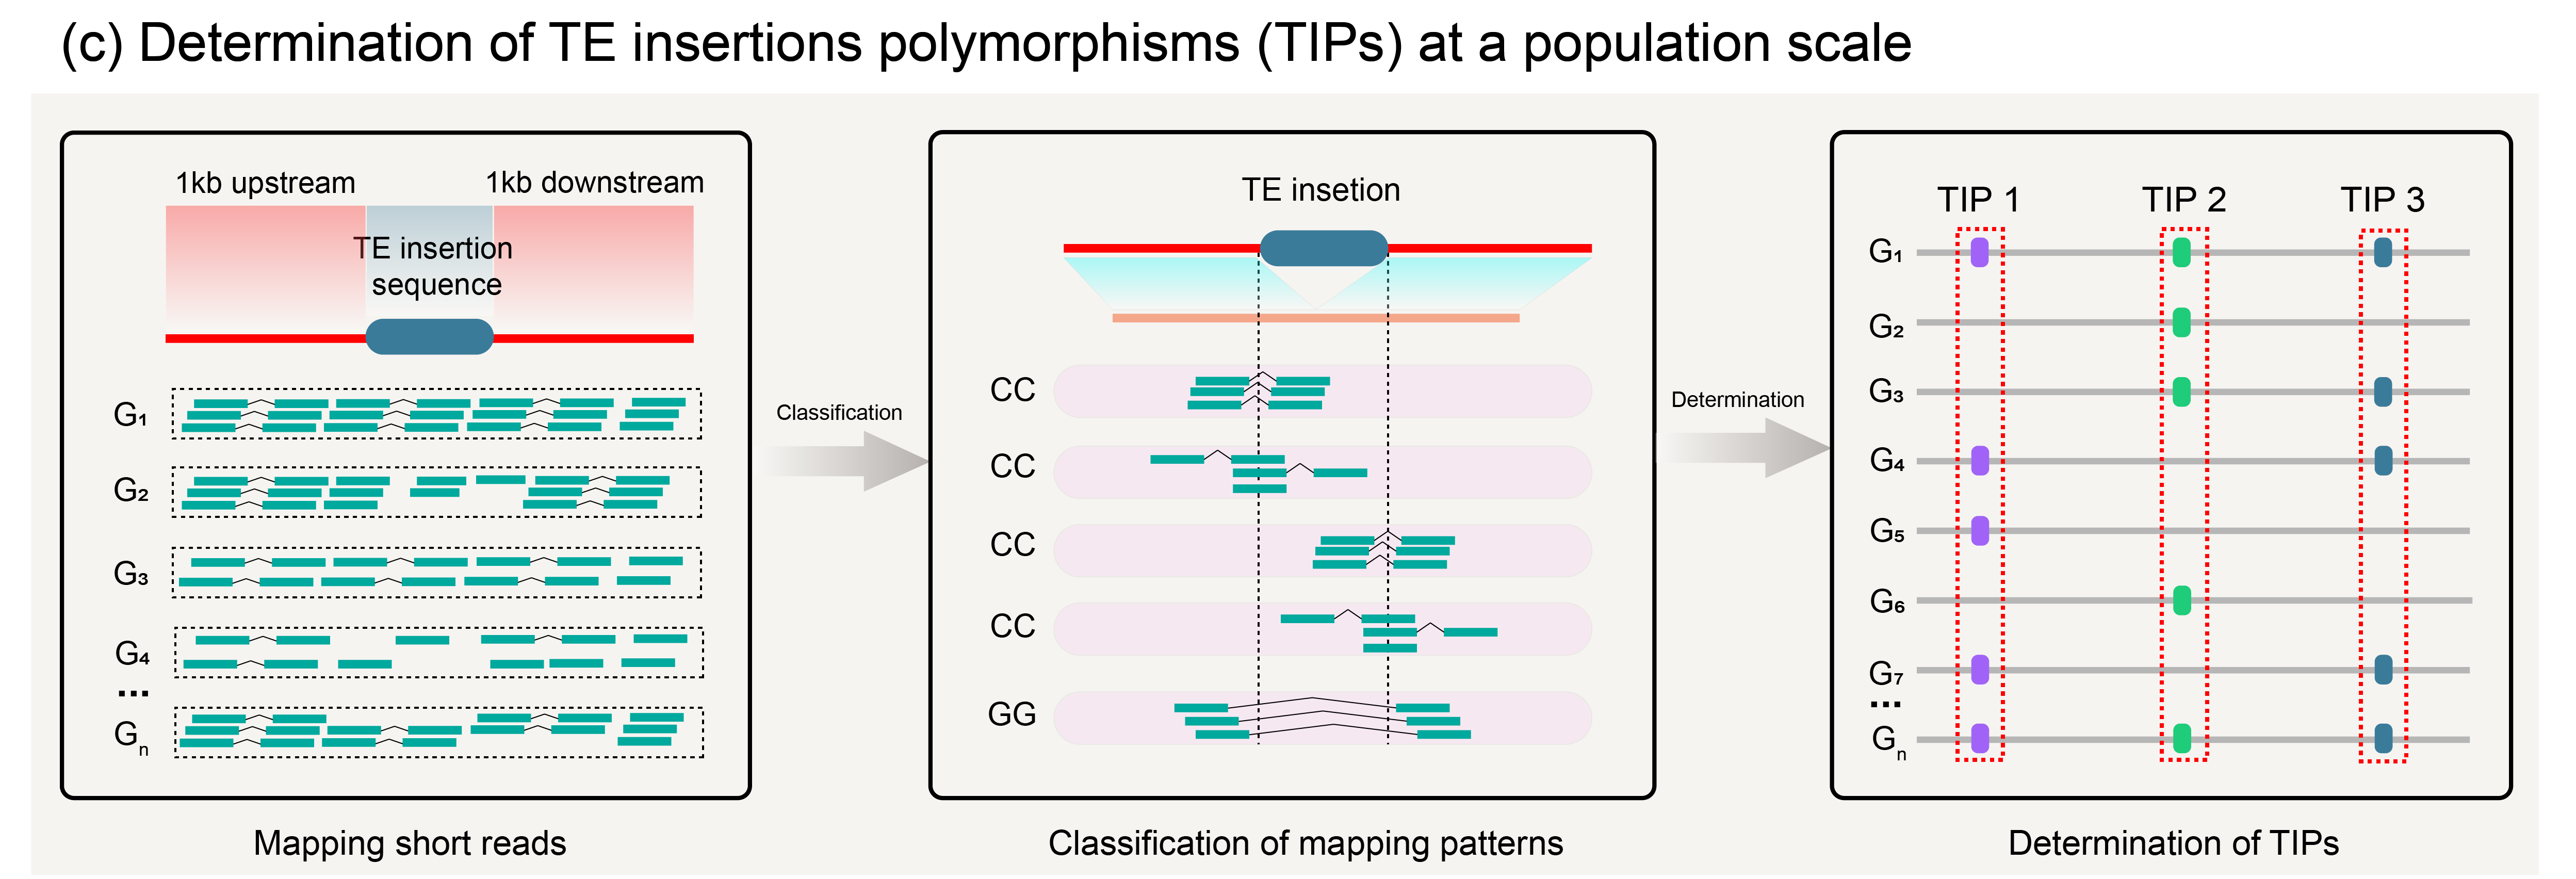 (c) Determination of TE insertions polymorphisms (TIPs) at a population scale
1kb upstream
1kb downstream
TE insertion
sequence
G₁
G₂
G₃
G₄
...
Gₙ
Mapping short reads
Classification
TE insetion
CC
CC
CC
CC
GG
Classification of mapping patterns
Determination
TIP 1
TIP 2
TIP 3
G₁
G₂
G₃
G₄
G₅
G₆
G₇
...
Gₙ
Determination of TIPs